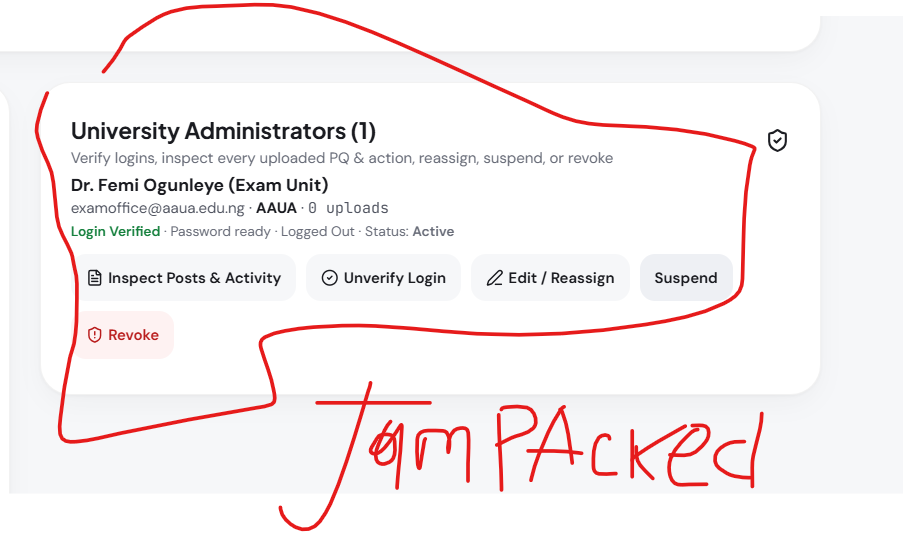 University Administrators (1)
Verify logins, inspect every uploaded PQ & action, reassign, suspend, or revoke
Dr. Femi Ogunleye (Exam Unit)
examoffice@aaua.edu.ng · AAUA · 0 uploads
Login Verified · Password ready · Logged Out · Status: Active
Inspect Posts & Activity Unverify Login Edit / Reassign Suspend
Revoke
Jam PAcked